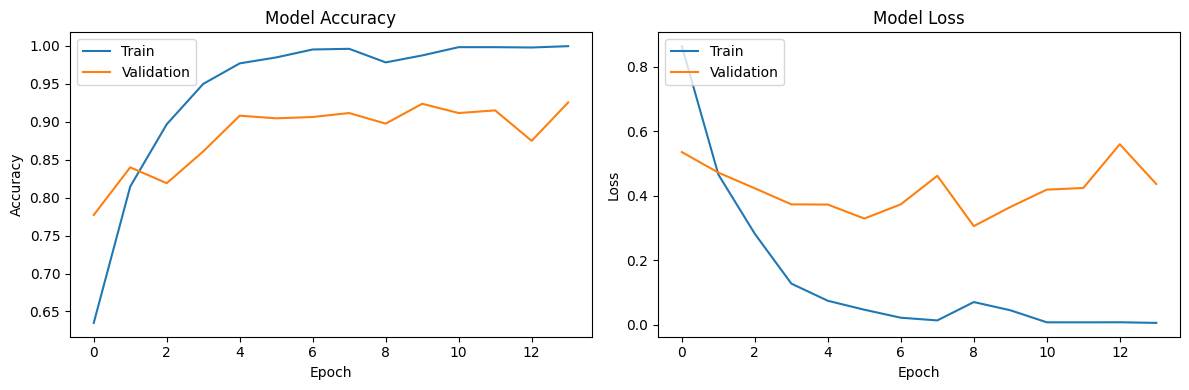 Model Accuracy
Train
Validation
1.00
0.95
0.90
0.85
0.80
0.75
0.70
0.65
Accuracy
0
2
4
6
8
10
12
Epoch
Model Loss
Train
Validation
0.8
0.6
0.4
0.2
0.0
Loss
0
2
4
6
8
10
12
Epoch